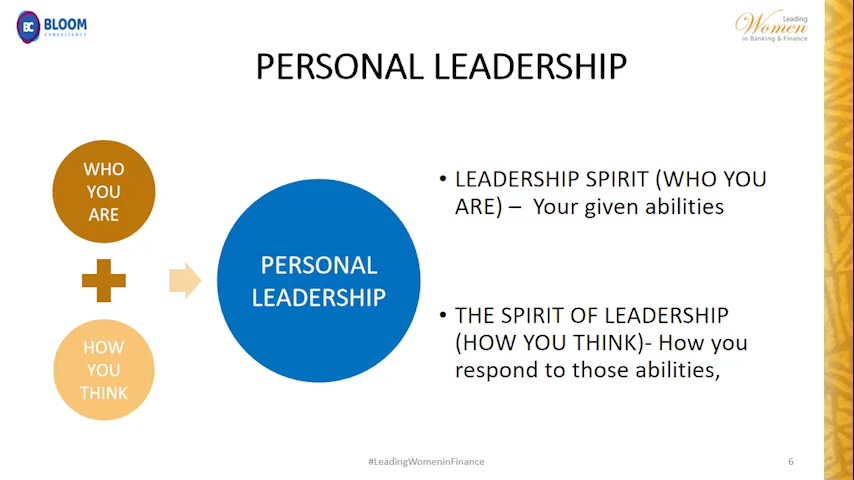 BC BLOOM
CONSULTANCY
Leading
Women
in Banking & Finance
PERSONAL LEADERSHIP
WHO
YOU
ARE
HOW
YOU
THINK
PERSONAL
LEADERSHIP
• LEADERSHIP SPIRIT (WHO YOU
ARE) – Your given abilities
• THE SPIRIT OF LEADERSHIP
(HOW YOU THINK)- How you
respond to those abilities,
#LeadingWomeninFinance
6